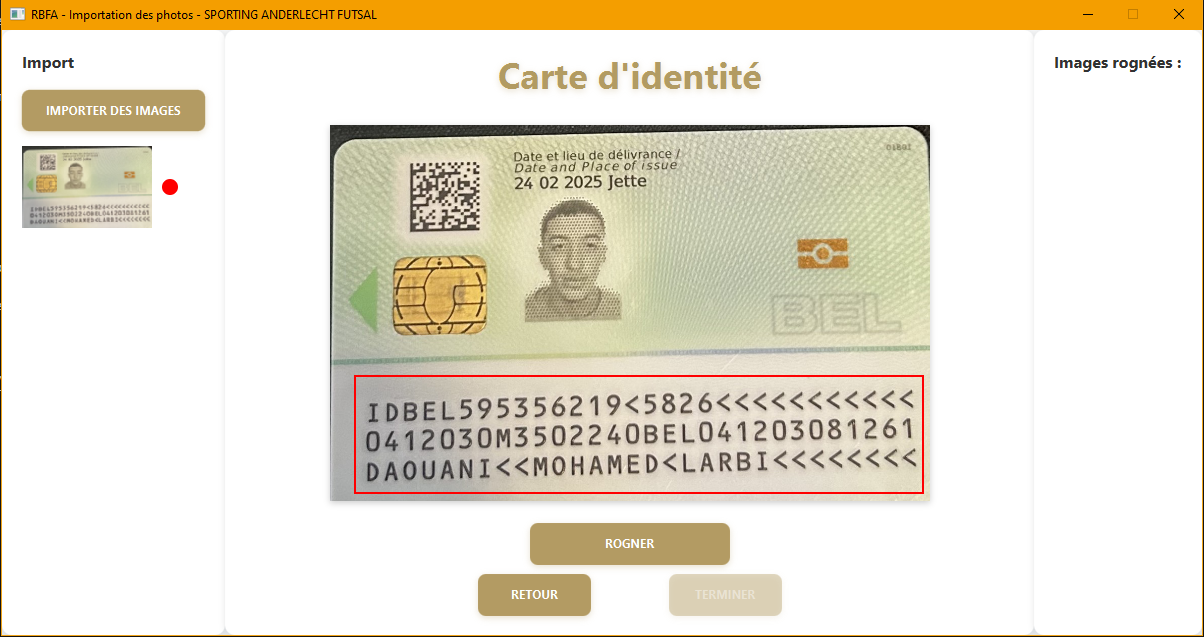 RBFA - Importation des photos - SPORTING ANDERLECHT FUTSAL
Import
IMPORTER DES IMAGES
Carte d'identité
Date et lieu de délivrance /
Date and Place of issue
24 02 2025 Jette
BEL
IDBEL595356219<5826<<<<<<<<<<<
0412030M3502240BEL041203081261
DAOUANI<<MOHAMED<LARBI<<<<<<<<
ROGNER
RETOUR
TERMINER
Images rognées :